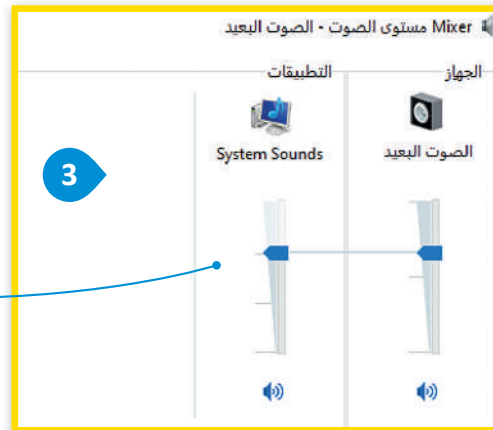 Mixer مستوى الصوت - الصوت البعيد
الجهاز
التطبيقات
الصوت البعيد
System Sounds
3